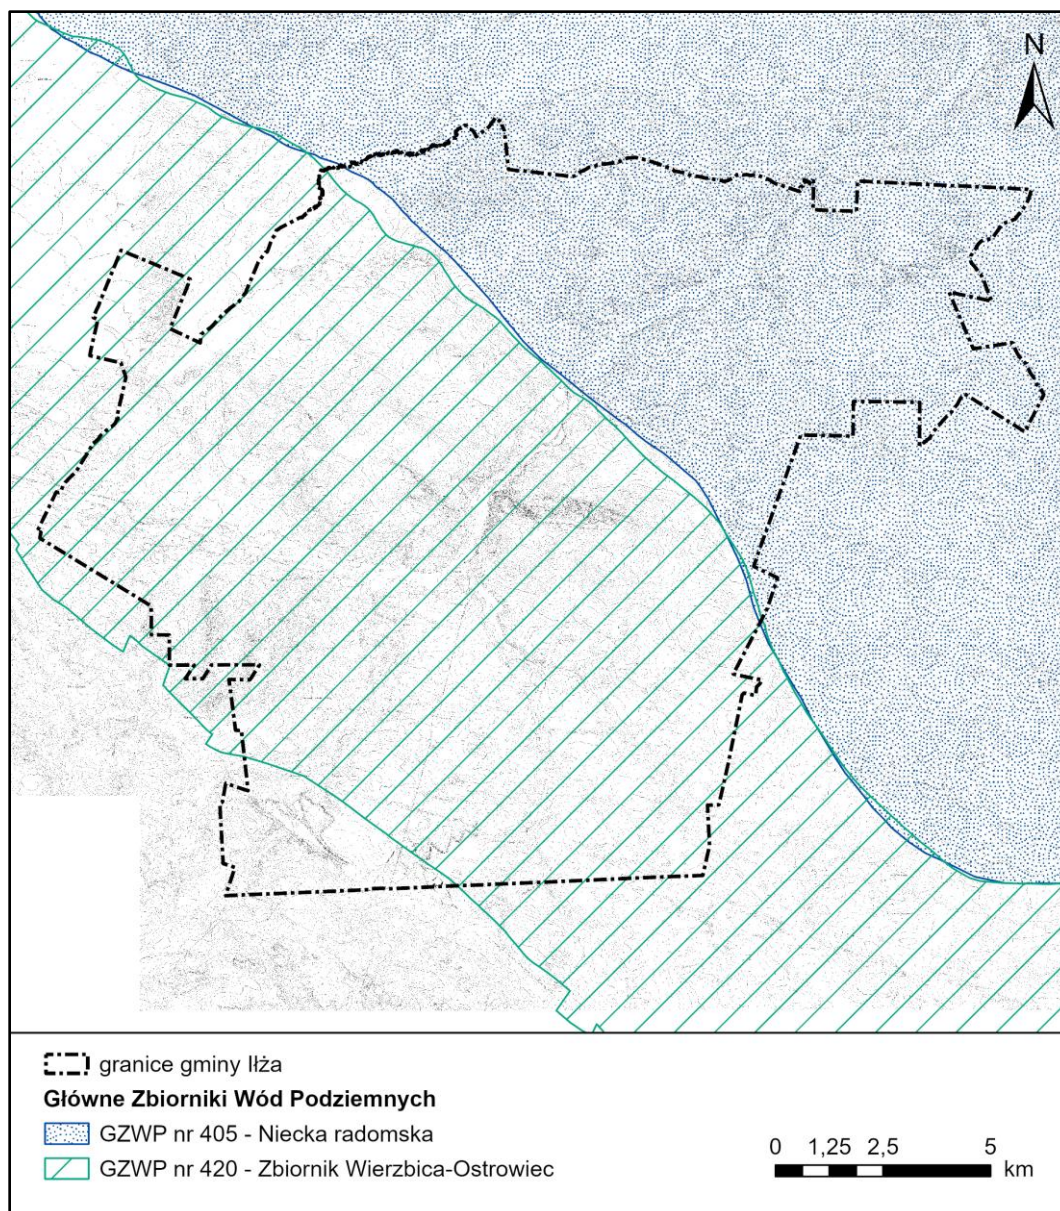 N
granice gminy Iłża
Główne Zbiorniki Wód Podziemnych
GZWP nr 405 - Niecka radomska
GZWP nr 420 - Zbiornik Wierzbica-Ostrowiec
0 1,25 2,5 5
km